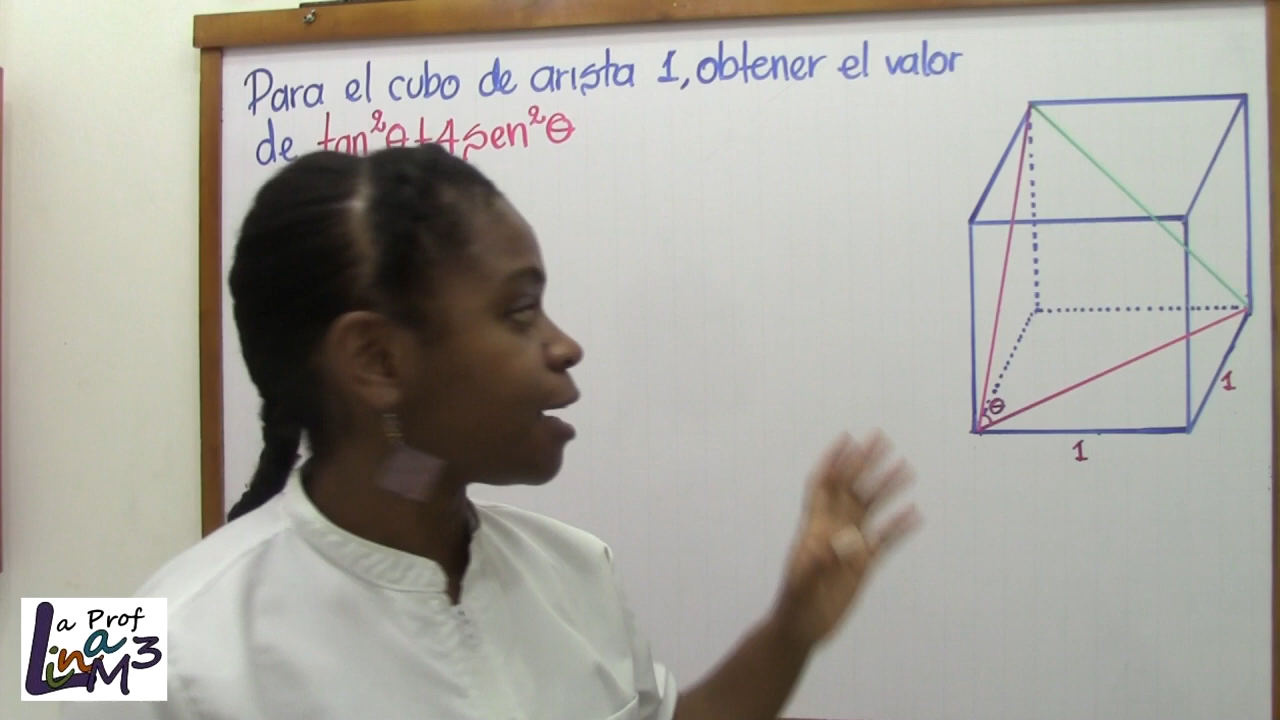 Para el cubo de arista 1, obtener el valor
de tan²θ+4sen²θ
θ
1
1
La Prof
Lina M3